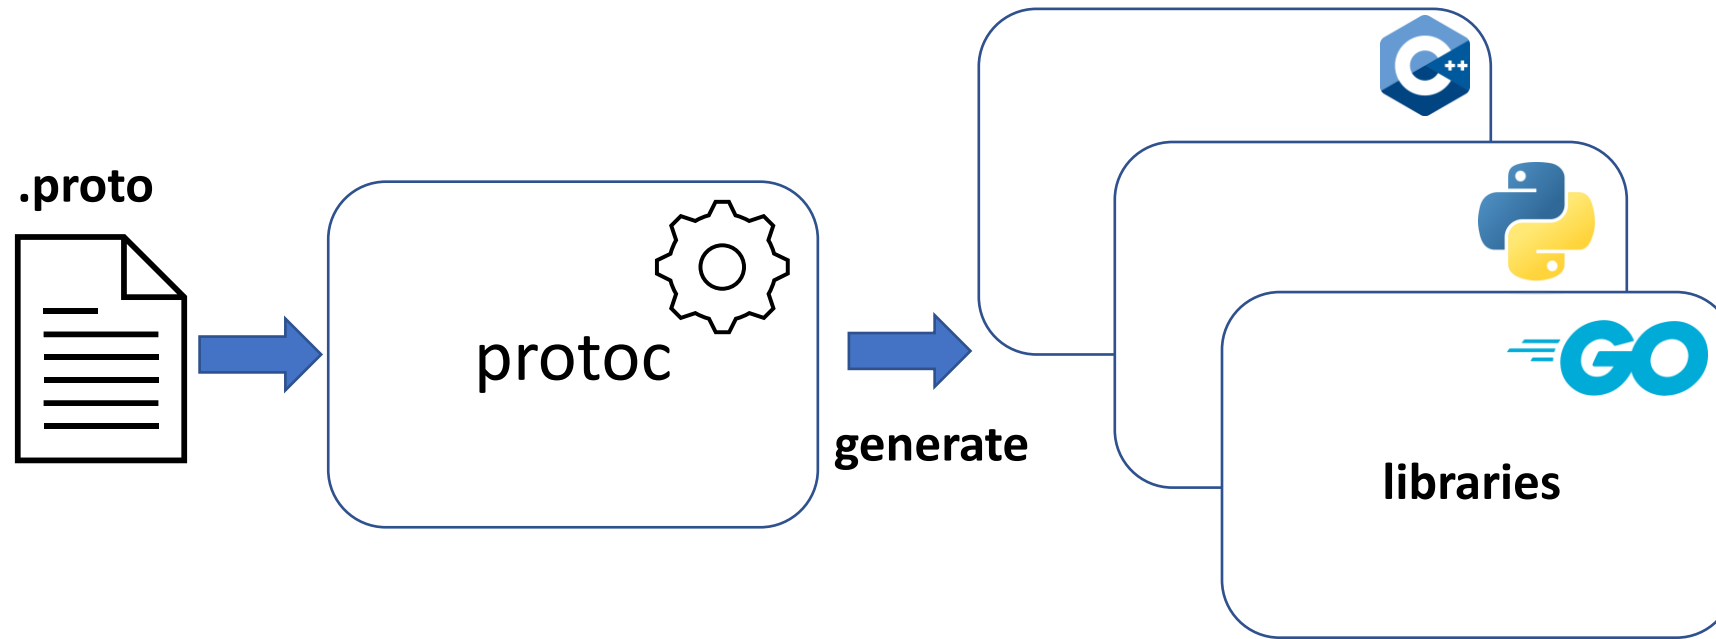 .proto
protoc
generate
C++
GO
libraries